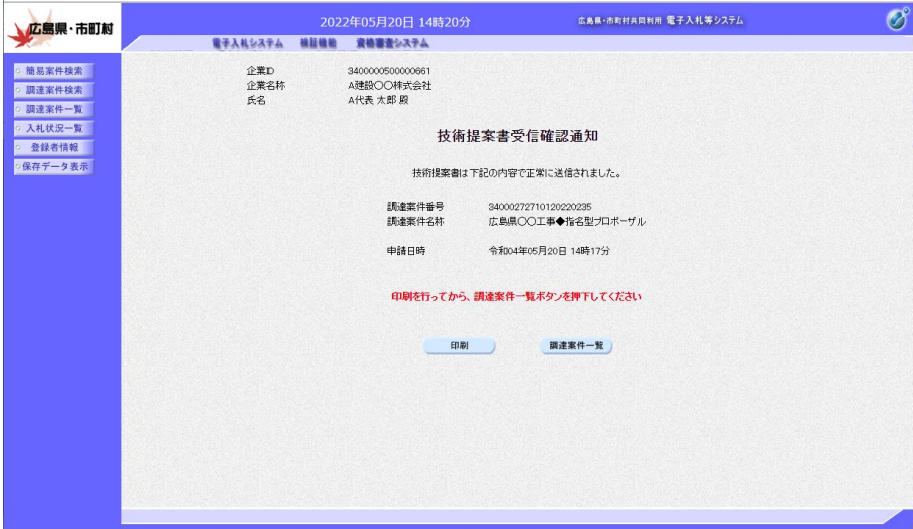 広島県・市町村
2022年05月20日 14時20分
広島県・市町村共同利用 電子入札等システム
電子入札システム 検証機能 資格審査システム
簡易案件検索
調達案件検索
調達案件一覧
入札状況一覧
登録者情報
保存データ表示
企業ID 3400000500000661
企業名称 A建設〇〇株式会社
氏名 A代表 太郎 殿
技術提案書受信確認通知
技術提案書は下記の内容で正常に送信されました。
調達案件番号 34000272710120220235
調達案件名称 広島県〇〇工事◆指名型プロポーザル
申請日時 令和04年05月20日 14時17分
印刷を行ってから、調達案件一覧ボタンを押下してください
印刷 調達案件一覧